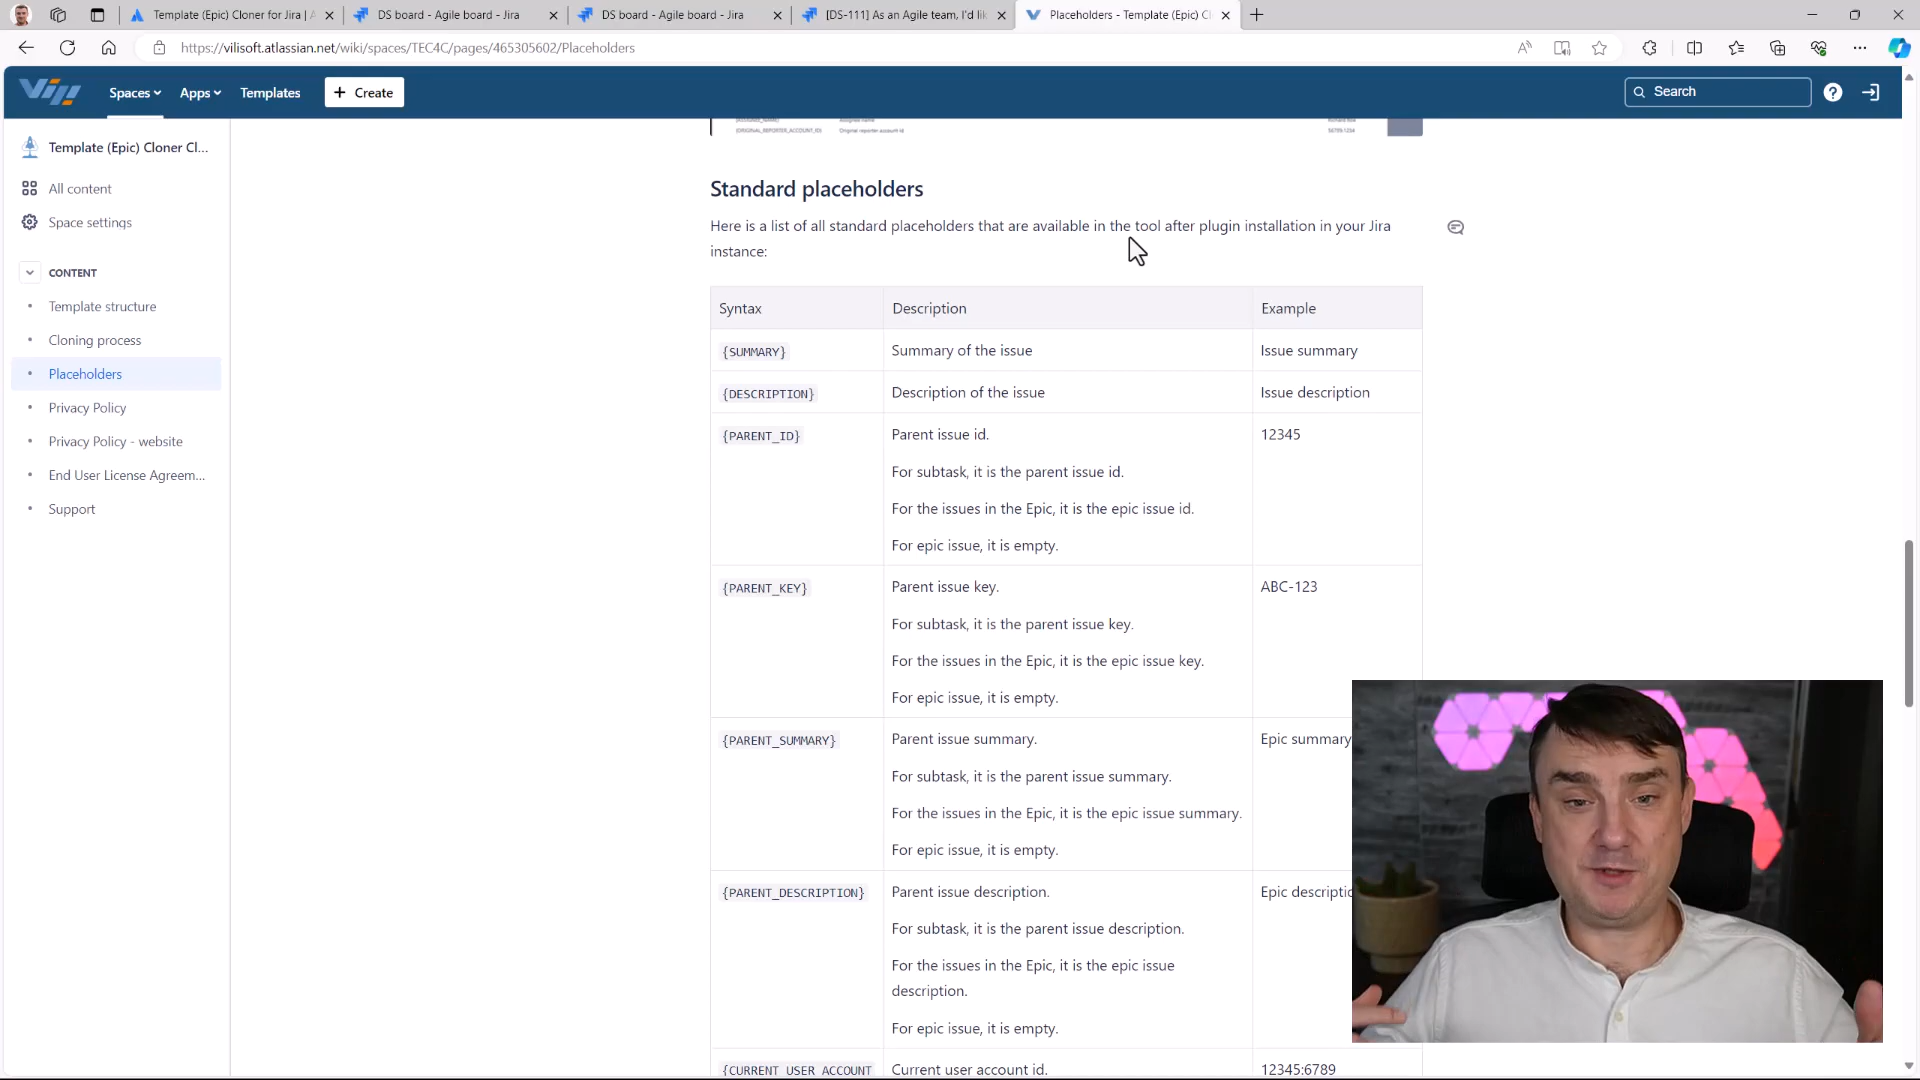 Template (Epic) Cloner for Jira | A
DS board - Agile board - Jira
DS board - Agile board - Jira
[DS-111] As an Agile team, I'd lik
Placeholders - Template (Epic) Cl
https://vilisoft.atlassian.net/wiki/spaces/TEC4C/pages/465305602/Placeholders
Spaces
Apps
Templates
+ Create
Search
Template (Epic) Cloner Cl...
All content
Space settings
CONTENT
Template structure
Cloning process
Placeholders
Privacy Policy
Privacy Policy - website
End User License Agreem...
Support
{ORIGINAL_REPORTER_ACCOUNT_ID} Original reporter account id
Standard placeholders
Here is a list of all standard placeholders that are available in the tool after plugin installation in your Jira
instance:
Syntax Description Example
{SUMMARY} Summary of the issue Issue summary
{DESCRIPTION} Description of the issue Issue description
{PARENT_ID} Parent issue id. 12345
For subtask, it is the parent issue id.
For the issues in the Epic, it is the epic issue id.
For epic issue, it is empty.
{PARENT_KEY} Parent issue key. ABC-123
For subtask, it is the parent issue key.
For the issues in the Epic, it is the epic issue key.
For epic issue, it is empty.
{PARENT_SUMMARY} Parent issue summary. Epic summary
For subtask, it is the parent issue summary.
For the issues in the Epic, it is the epic issue summary.
For epic issue, it is empty.
{PARENT_DESCRIPTION} Parent issue description. Epic descriptio
For subtask, it is the parent issue description.
For the issues in the Epic, it is the epic issue
description.
For epic issue, it is empty.
{CURRENT_USER_ACCOUNT Current user account id. 12345:6789